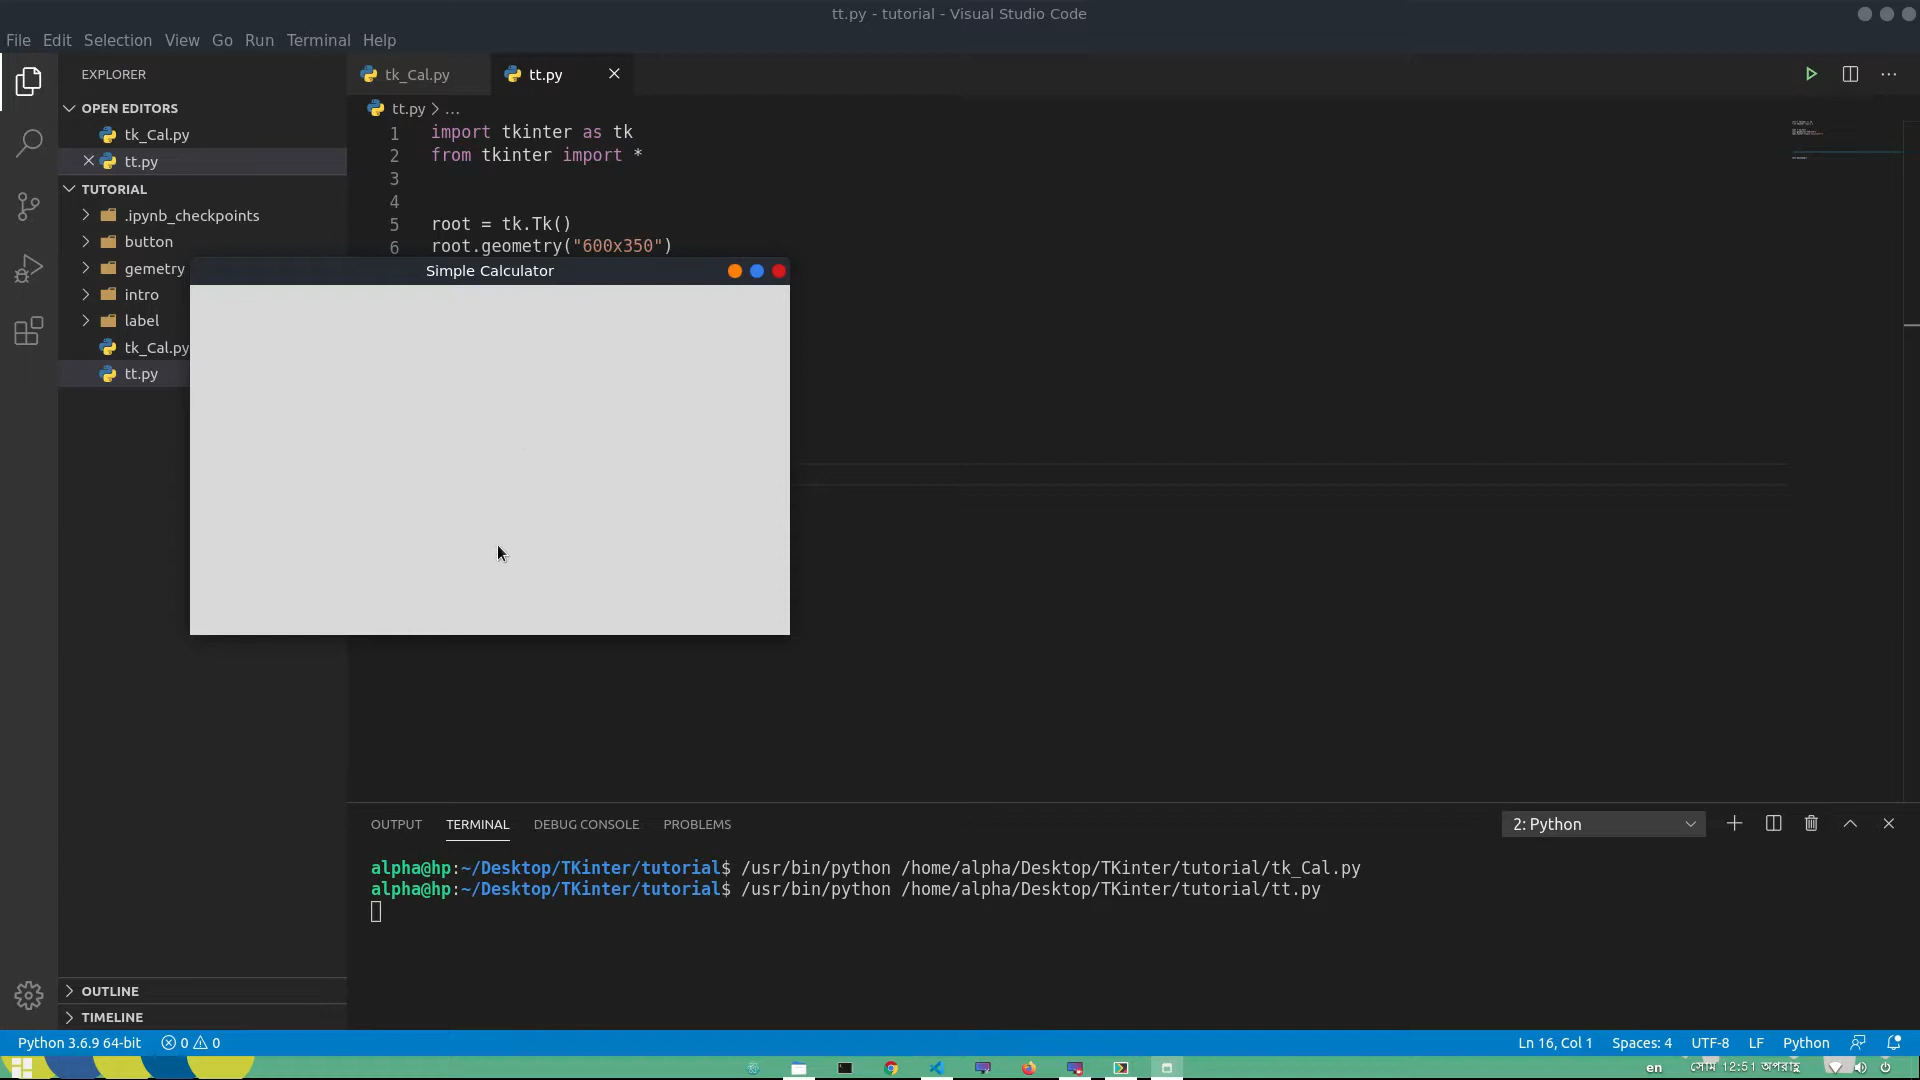 tt.py - tutorial - Visual Studio Code
File Edit Selection View Go Run Terminal Help
EXPLORER
OPEN EDITORS
tk_Cal.py
tt.py
TUTORIAL
.ipynb_checkpoints
button
gemetry
intro
label
tk_Cal.py
tt.py
OUTLINE
TIMELINE
tk_Cal.py tt.py
tt.py > ...
1 import tkinter as tk
2 from tkinter import *
3
4
5 root = tk.Tk()
6 root.geometry("600x350")
Simple Calculator
OUTPUT TERMINAL DEBUG CONSOLE PROBLEMS
2: Python
alpha@hp:~/Desktop/TKinter/tutorial$ /usr/bin/python /home/alpha/Desktop/TKinter/tutorial/tk_Cal.py
alpha@hp:~/Desktop/TKinter/tutorial$ /usr/bin/python /home/alpha/Desktop/TKinter/tutorial/tt.py
Python 3.6.9 64-bit 0 0 Ln 16, Col 1 Spaces: 4 UTF-8 LF Python
en সোম 12:51 অপরাহ্ণ